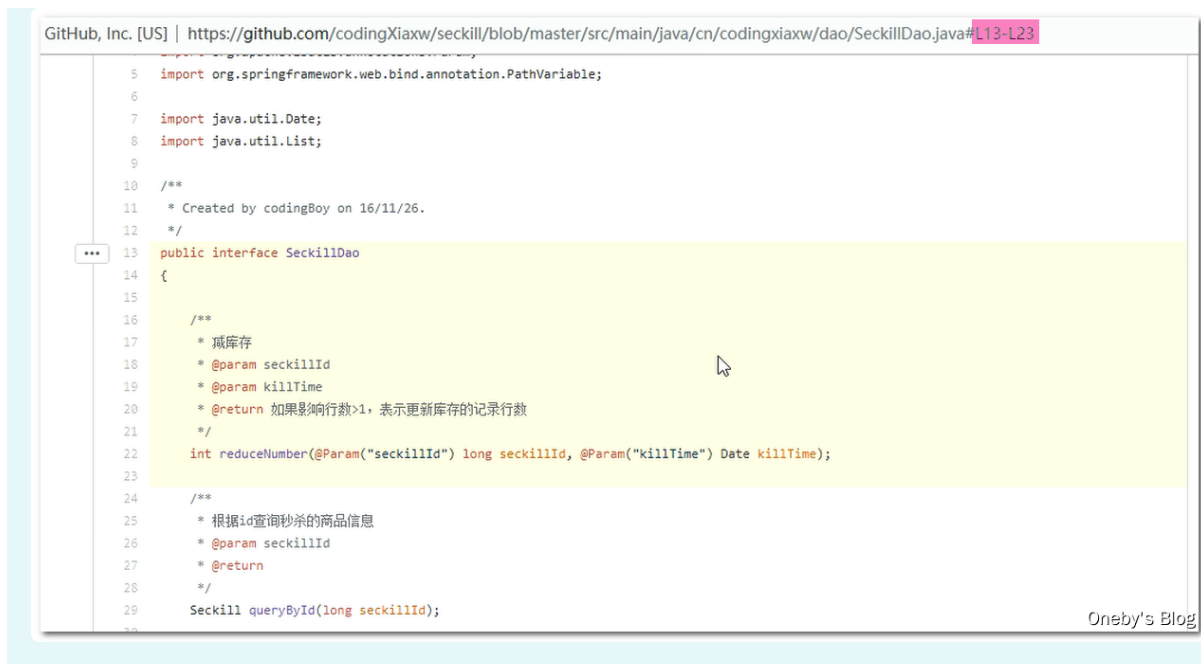 GitHub, Inc. [US] | https://github.com/codingXiaxw/seckill/blob/master/src/main/java/cn/codingxiaxw/dao/SeckillDao.java#L13-L23
5 import org.springframework.web.bind.annotation.PathVariable;
6
7 import java.util.Date;
8 import java.util.List;
9
10 /**
11 * Created by codingBoy on 16/11/26.
12 */
13 public interface SeckillDao
14 {
15
16 /**
17 * 减库存
18 * @param seckillId
19 * @param killTime
20 * @return 如果影响行数>1，表示更新库存的记录行数
21 */
22 int reduceNumber(@Param("seckillId") long seckillId, @Param("killTime") Date killTime);
23
24 /**
25 * 根据id查询秒杀的商品信息
26 * @param seckillId
27 * @return
28 */
29 Seckill queryById(long seckillId);
Oneby's Blog